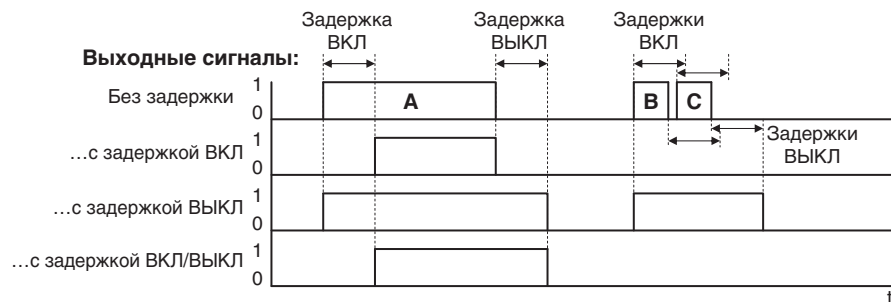 Задержка
ВКЛ
Задержка
ВЫКЛ
Задержки
ВКЛ
Выходные сигналы:
Без задержки
1
0
A
B
C
Задержки
ВЫКЛ
…с задержкой ВКЛ
1
0
…с задержкой ВЫКЛ
1
0
…с задержкой ВКЛ/ВЫКЛ
1
0
t